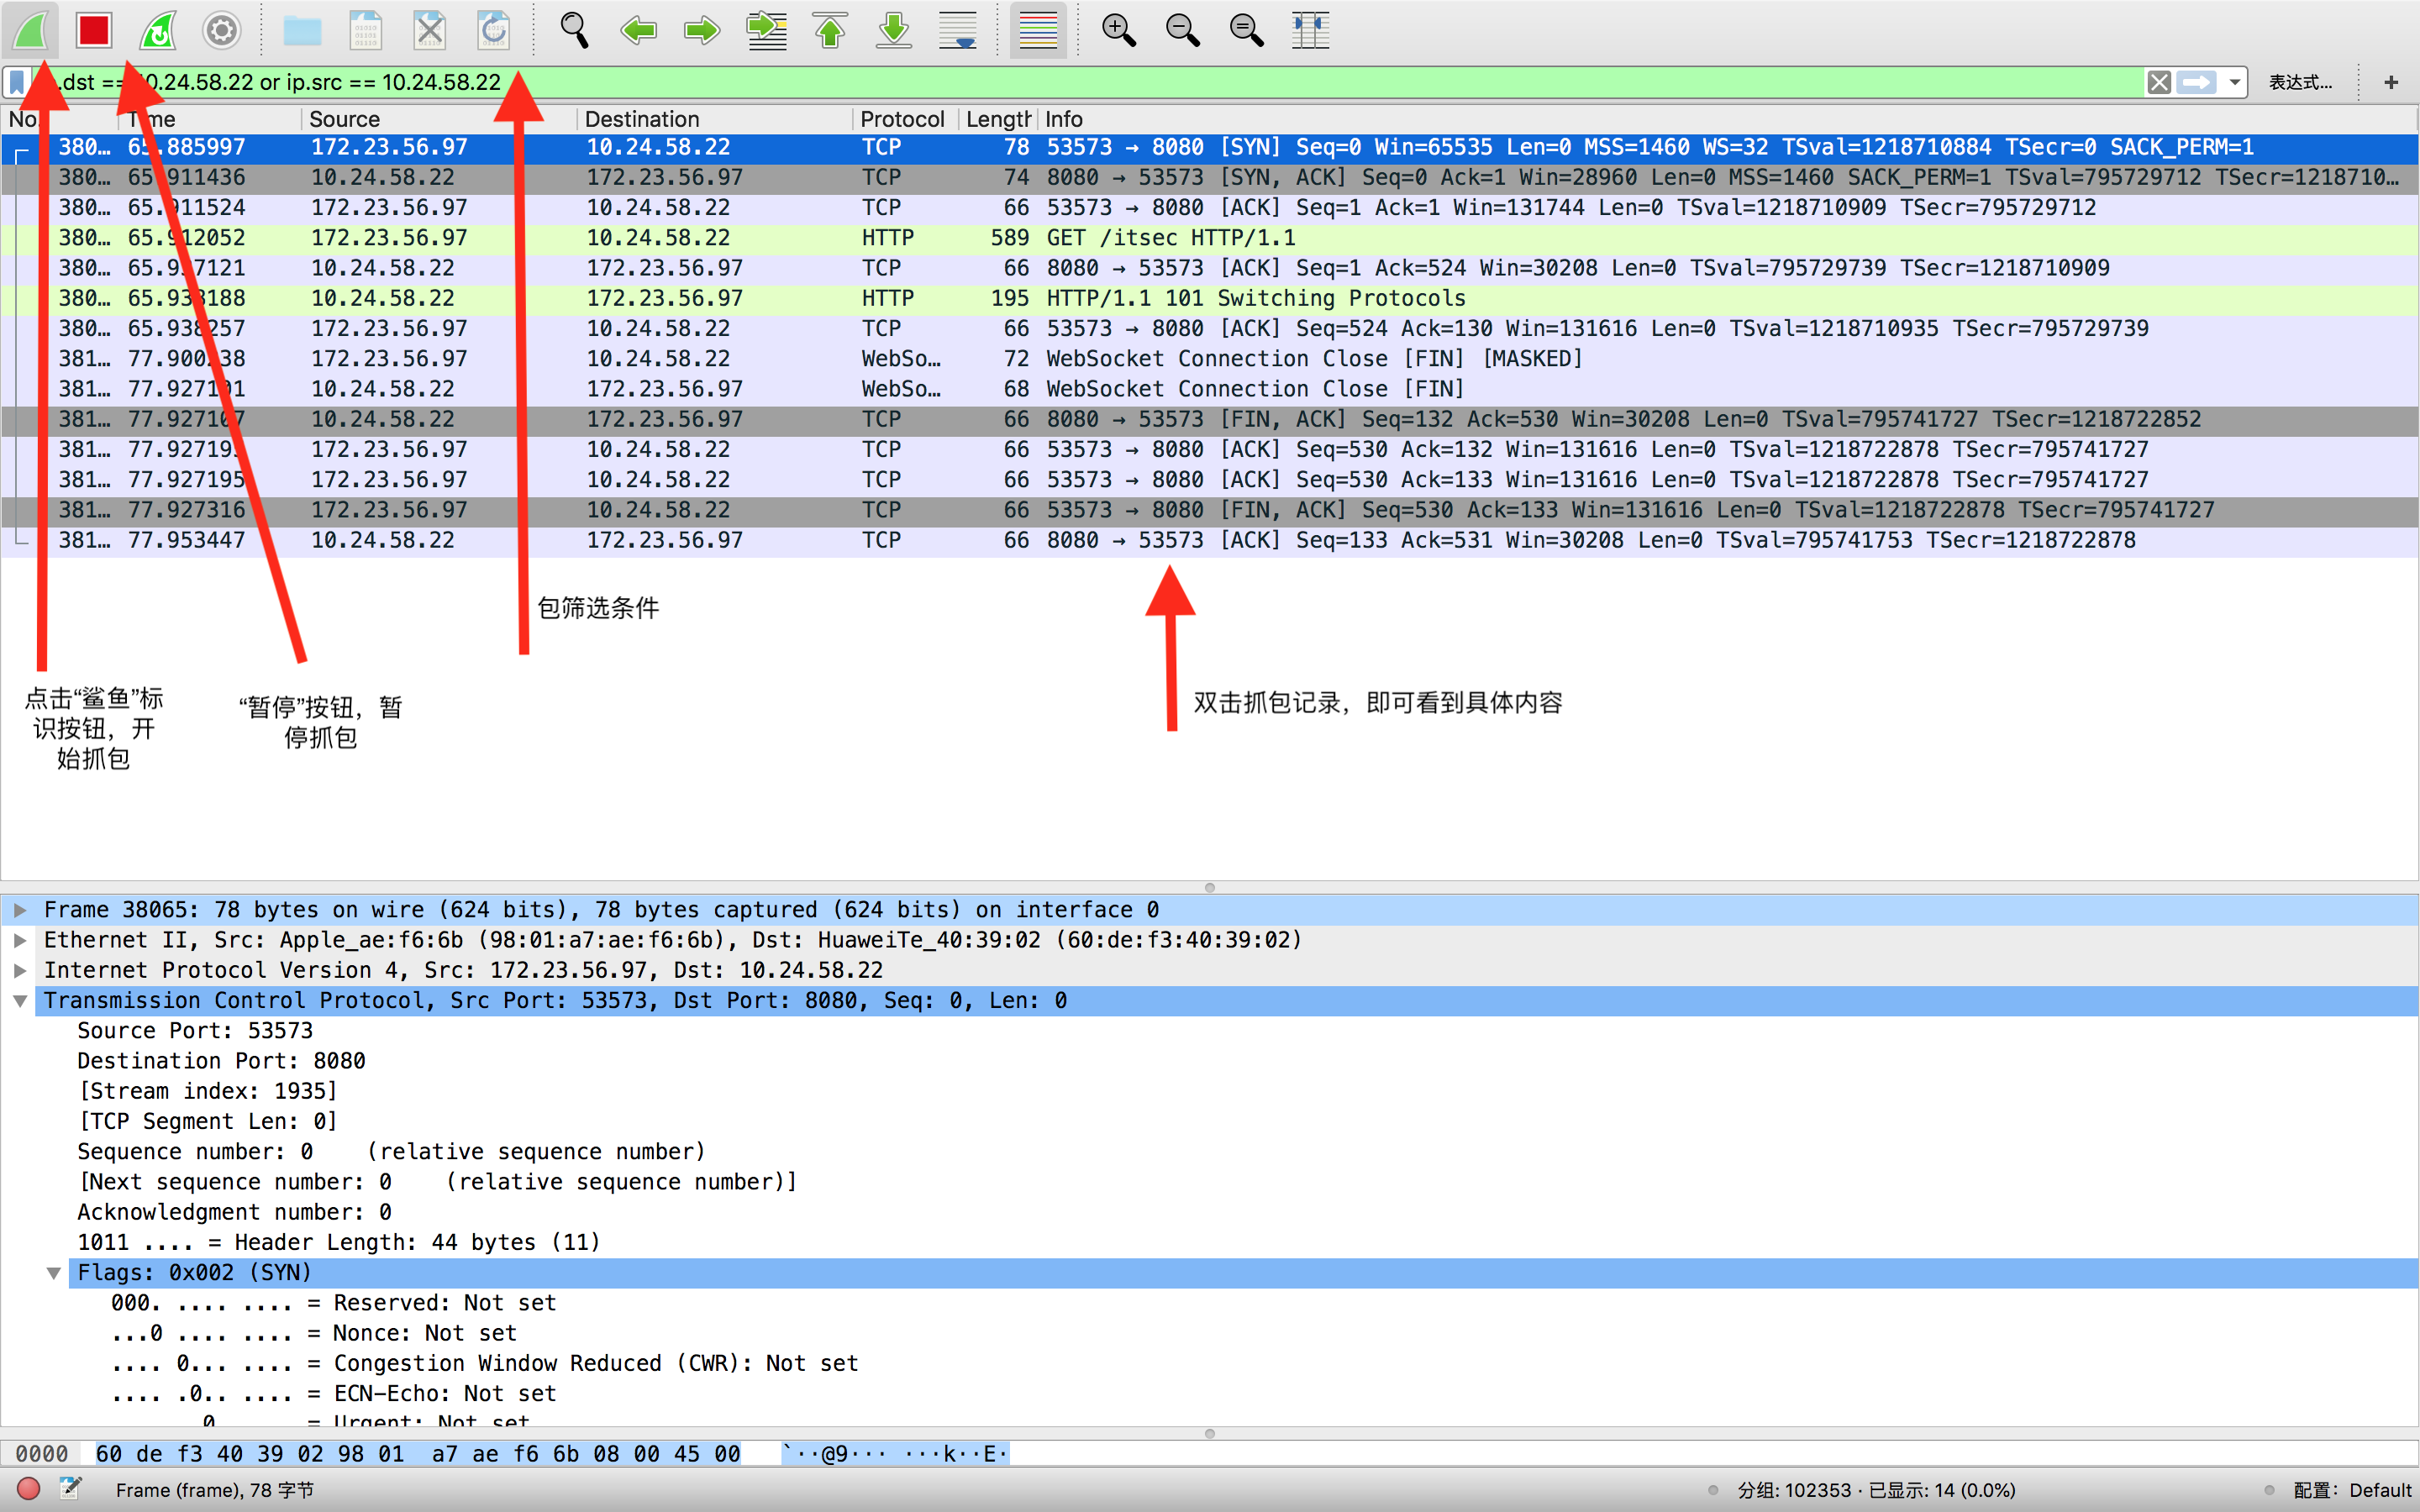 .dst == 10.24.58.22 or ip.src == 10.24.58.22
表达式...
+
No. Time Source Destination Protocol Length Info
380… 65.885997 172.23.56.97 10.24.58.22 TCP 78 53573 → 8080 [SYN] Seq=0 Win=65535 Len=0 MSS=1460 WS=32 TSval=1218710884 TSecr=0 SACK_PERM=1
380… 65.911436 10.24.58.22 172.23.56.97 TCP 74 8080 → 53573 [SYN, ACK] Seq=0 Ack=1 Win=28960 Len=0 MSS=1460 SACK_PERM=1 TSval=795729712 TSecr=1218710…
380… 65.911524 172.23.56.97 10.24.58.22 TCP 66 53573 → 8080 [ACK] Seq=1 Ack=1 Win=131744 Len=0 TSval=1218710909 TSecr=795729712
380… 65.912052 172.23.56.97 10.24.58.22 HTTP 589 GET /itsec HTTP/1.1
380… 65.937121 10.24.58.22 172.23.56.97 TCP 66 8080 → 53573 [ACK] Seq=1 Ack=524 Win=30208 Len=0 TSval=795729739 TSecr=1218710909
380… 65.938188 10.24.58.22 172.23.56.97 HTTP 195 HTTP/1.1 101 Switching Protocols
380… 65.938257 172.23.56.97 10.24.58.22 TCP 66 53573 → 8080 [ACK] Seq=524 Ack=130 Win=131616 Len=0 TSval=1218710935 TSecr=795729739
381… 172.23.56.97 10.24.58.22 WebSo… 72 WebSocket Connection Close [FIN] [MASKED]
381… 77.927101 10.24.58.22 172.23.56.97 WebSo… 68 WebSocket Connection Close [FIN]
381… 77.927107 10.24.58.22 172.23.56.97 TCP 66 8080 → 53573 [FIN, ACK] Seq=132 Ack=530 Win=30208 Len=0 TSval=795741727 TSecr=1218722852
381… 172.23.56.97 10.24.58.22 TCP 66 53573 → 8080 [ACK] Seq=530 Ack=132 Win=131616 Len=0 TSval=1218722878 TSecr=795741727
381… 77.927195 172.23.56.97 10.24.58.22 TCP 66 53573 → 8080 [ACK] Seq=530 Ack=133 Win=131616 Len=0 TSval=1218722878 TSecr=795741727
381… 77.927316 172.23.56.97 10.24.58.22 TCP 66 53573 → 8080 [FIN, ACK] Seq=530 Ack=133 Win=131616 Len=0 TSval=1218722878 TSecr=795741727
381… 77.953447 10.24.58.22 172.23.56.97 TCP 66 8080 → 53573 [ACK] Seq=133 Ack=531 Win=30208 Len=0 TSval=795741753 TSecr=1218722878
包筛选条件
点击“鲨鱼”标
识按钮，开
始抓包
“暂停”按钮，暂
停抓包
双击抓包记录，即可看到具体内容
Frame 38065: 78 bytes on wire (624 bits), 78 bytes captured (624 bits) on interface 0
Ethernet II, Src: Apple_ae:f6:6b (98:01:a7:ae:f6:6b), Dst: HuaweiTe_40:39:02 (60:de:f3:40:39:02)
Internet Protocol Version 4, Src: 172.23.56.97, Dst: 10.24.58.22
Transmission Control Protocol, Src Port: 53573, Dst Port: 8080, Seq: 0, Len: 0
Source Port: 53573
Destination Port: 8080
[Stream index: 1935]
[TCP Segment Len: 0]
Sequence number: 0 (relative sequence number)
[Next sequence number: 0 (relative sequence number)]
Acknowledgment number: 0
1011 .... = Header Length: 44 bytes (11)
Flags: 0x002 (SYN)
000. .... .... = Reserved: Not set
...0 .... .... = Nonce: Not set
.... 0... .... = Congestion Window Reduced (CWR): Not set
.... .0.. .... = ECN-Echo: Not set
0 = Urgent: Not set
0000 60 de f3 40 39 02 98 01 a7 ae f6 6b 08 00 45 00 `··@9··· ···k··E·
Frame (frame), 78 字节
分组: 102353 · 已显示: 14 (0.0%)
配置： Default